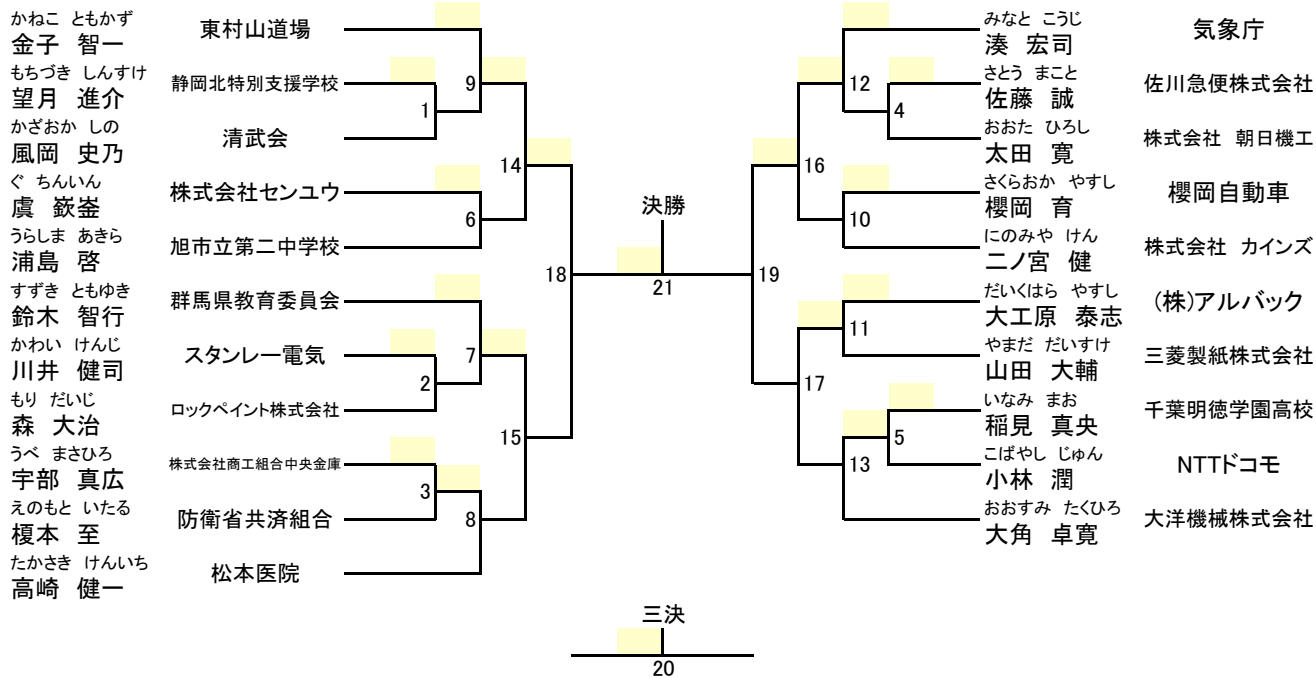 かねこ ともかず
金子 智一 東村山道場
もちづき しんすけ
望月 進介 静岡北特別支援学校
かざおか しの
風岡 史乃 清武会
ぐ ちんいん
虞 嶔崟 株式会社センユウ
うらしま あきら
浦島 啓 旭市立第二中学校
すずき ともゆき
鈴木 智行 群馬県教育委員会
かわい けんじ
川井 健司 スタンレー電気
もり だいじ
森 大治 ロックペイント株式会社
うべ まさひろ
宇部 真広 株式会社商工組合中央金庫
えのもと いたる
榎本 至 防衛省共済組合
たかさき けんいち
高崎 健一 松本医院
1
9
14
6
18
7
2
15
3
8
決勝
21
三決
20
19
16
12
4
10
11
17
5
13
みなと こうじ
湊 宏司 気象庁
さとう まこと
佐藤 誠 佐川急便株式会社
おおた ひろし
太田 寛 株式会社 朝日機工
さくらおか やすし
櫻岡 育 櫻岡自動車
にのみや けん
二ノ宮 健 株式会社 カインズ
だいくはら やすし
大工原 泰志 (株)アルバック
やまだ だいすけ
山田 大輔 三菱製紙株式会社
いなみ まお
稲見 真央 千葉明徳学園高校
こばやし じゅん
小林 潤 NTTドコモ
おおすみ たくひろ
大角 卓寛 大洋機械株式会社